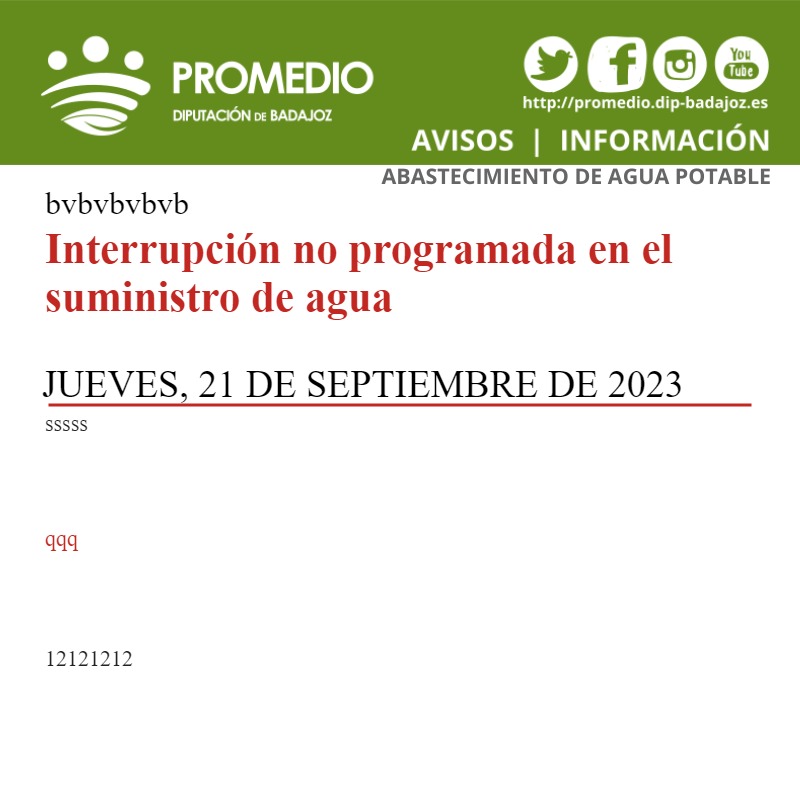 PROMEDIO
DIPUTACIÓN DE BADAJOZ
You
Tube
http://promedio.dip-badajoz.es
AVISOS | INFORMACIÓN
ABASTECIMIENTO DE AGUA POTABLE
bvbvbvbvb
Interrupción no programada en el
suministro de agua
JUEVES, 21 DE SEPTIEMBRE DE 2023
sssss
qqq
12121212